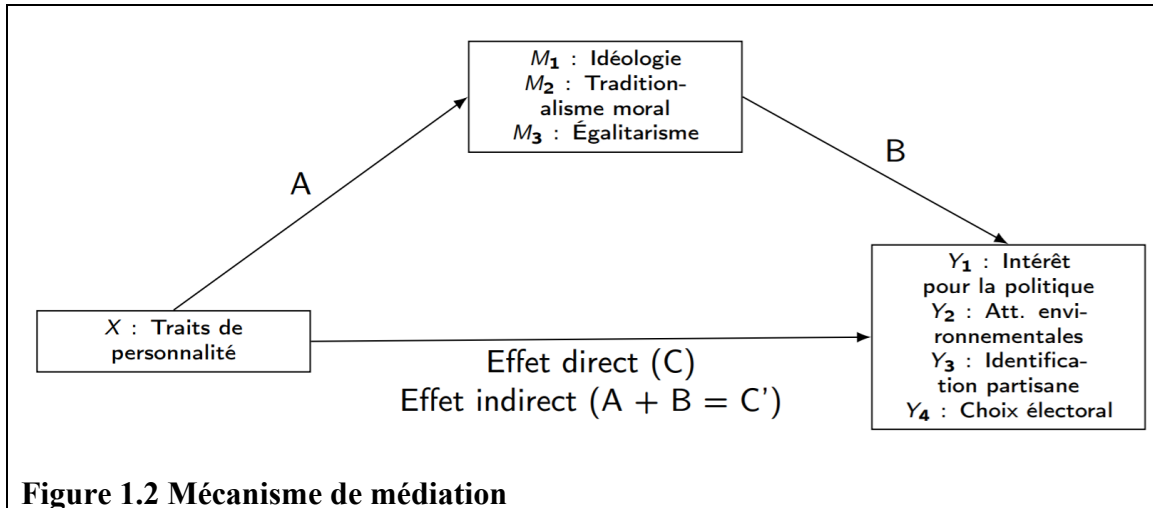 M1 : Idéologie
M2 : Tradition-
alisme moral
M3 : Égalitarisme
A
B
X : Traits de
personnalité
Effet direct (C)
Effet indirect (A + B = C')
Y1 : Intérêt
pour la politique
Y2 : Att. envi-
ronnementales
Y3 : Identifica-
tion partisane
Y4 : Choix électoral
Figure 1.2 Mécanisme de médiation